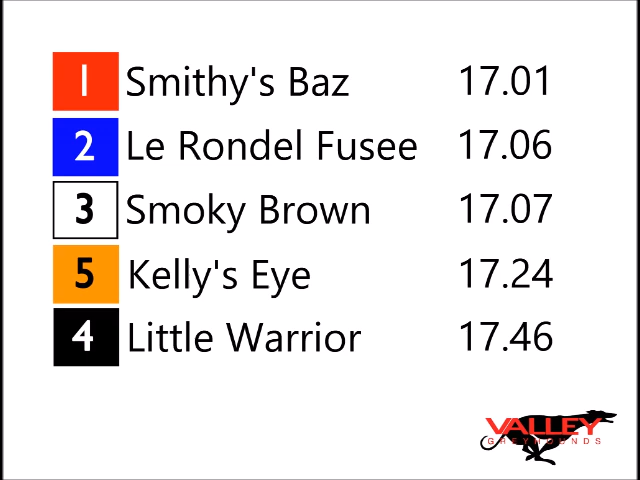 1 Smithy's Baz 17.01
2 Le Rondel Fusee 17.06
3 Smoky Brown 17.07
5 Kelly's Eye 17.24
4 Little Warrior 17.46
VALLEY
GREYHOUNDS